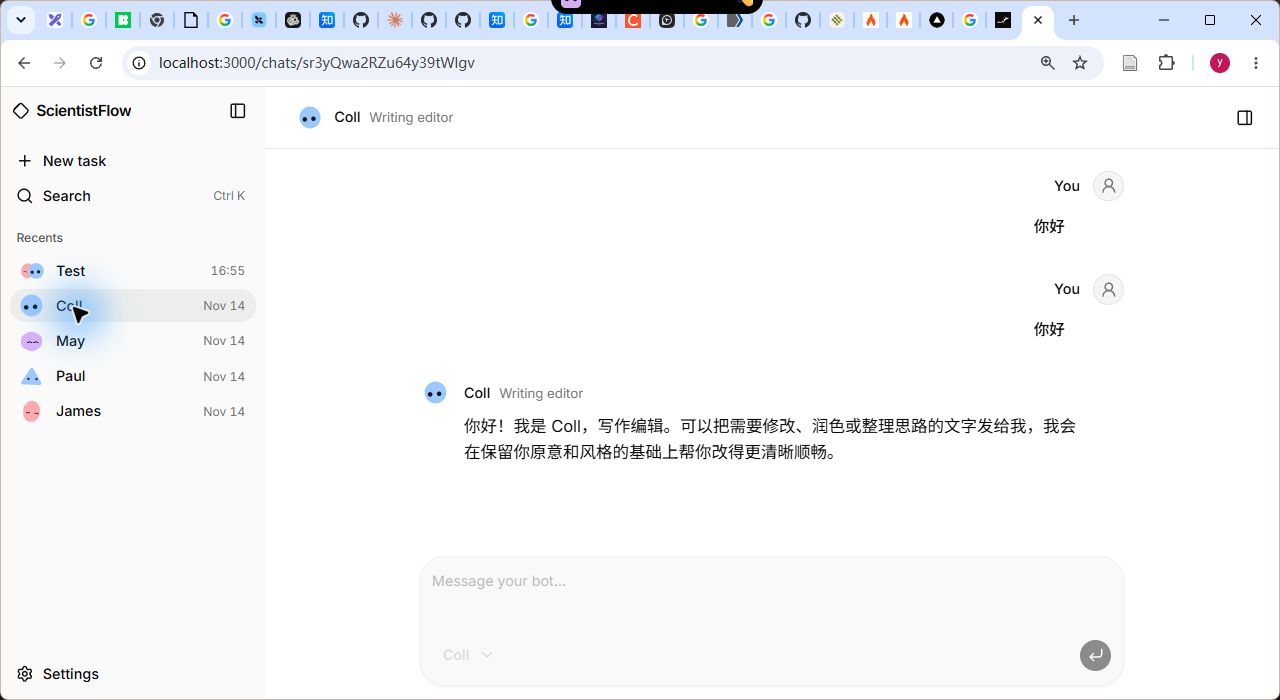 localhost:3000/chats/sr3yQwa2RZu64y39tWIgv
y
ScientistFlow
New task
Search Ctrl K
Recents
Test 16:55
Coll Nov 14
May Nov 14
Paul Nov 14
James Nov 14
Settings
Coll Writing editor
You
你好
You
你好
Coll Writing editor
你好！我是 Coll，写作编辑。可以把需要修改、润色或整理思路的文字发给我，我会
在保留你原意和风格的基础上帮你改得更清晰顺畅。
Message your bot...
Coll